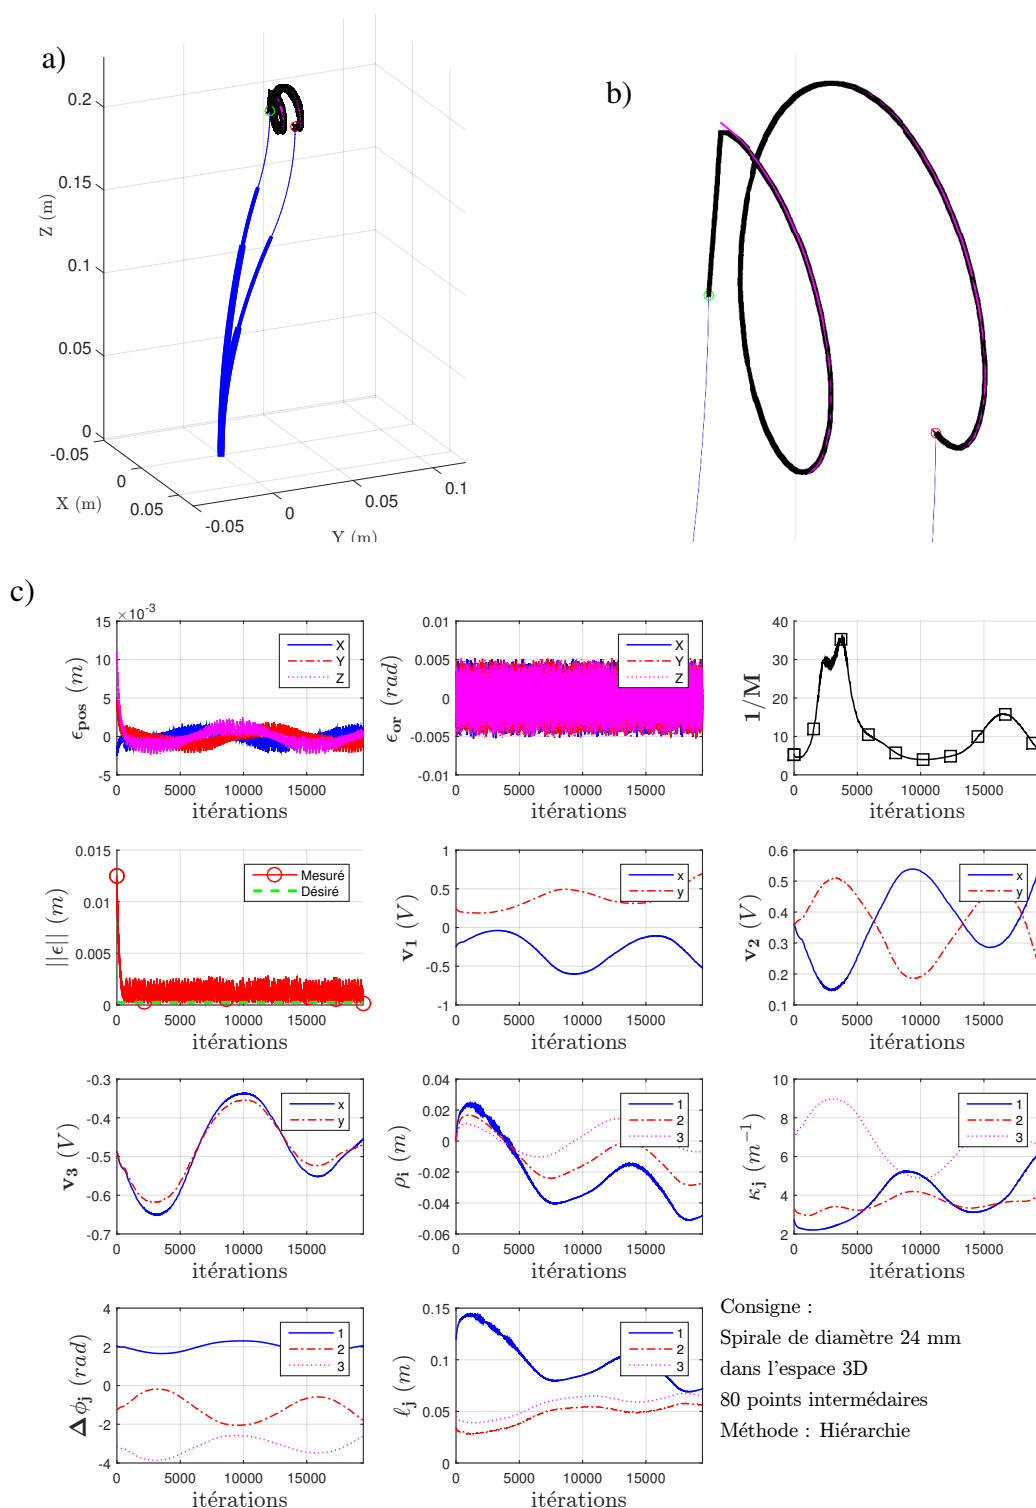 a)
b)
0.2
0.15
0.1
0.05
0
Z (m)
-0.05
0
0.05
X (m)
-0.05
0
0.05
0.1
Y (m)
c)
×10^-3
15
10
5
0
-5
ϵpos (m)
X
Y
Z
0 5000 10000 15000
itérations
0.01
0.005
0
-0.005
-0.01
ϵor (rad)
X
Y
Z
0 5000 10000 15000
itérations
40
30
20
10
0
1/M
0 5000 10000 15000
itérations
0.015
0.01
0.005
0
||ϵ|| (m)
Mesuré
Désiré
0 5000 10000 15000
itérations
1
0.5
0
-0.5
-1
v1 (V)
x
y
0 5000 10000 15000
itérations
0.6
0.5
0.4
0.3
0.2
0.1
v2 (V)
x
y
0 5000 10000 15000
itérations
-0.3
-0.4
-0.5
-0.6
-0.7
v3 (V)
x
y
0 5000 10000 15000
itérations
0.04
0.02
0
-0.02
-0.04
-0.06
ρi (m)
1
2
3
0 5000 10000 15000
itérations
10
8
6
4
2
κj (m^-1)
1
2
3
0 5000 10000 15000
itérations
4
2
0
-2
-4
Δϕj (rad)
1
2
3
0 5000 10000 15000
itérations
0.15
0.1
0.05
0
ℓj (m)
1
2
3
0 5000 10000 15000
itérations
Consigne :
Spirale de diamètre 24 mm
dans l'espace 3D
80 points intermédaires
Méthode : Hiérarchie